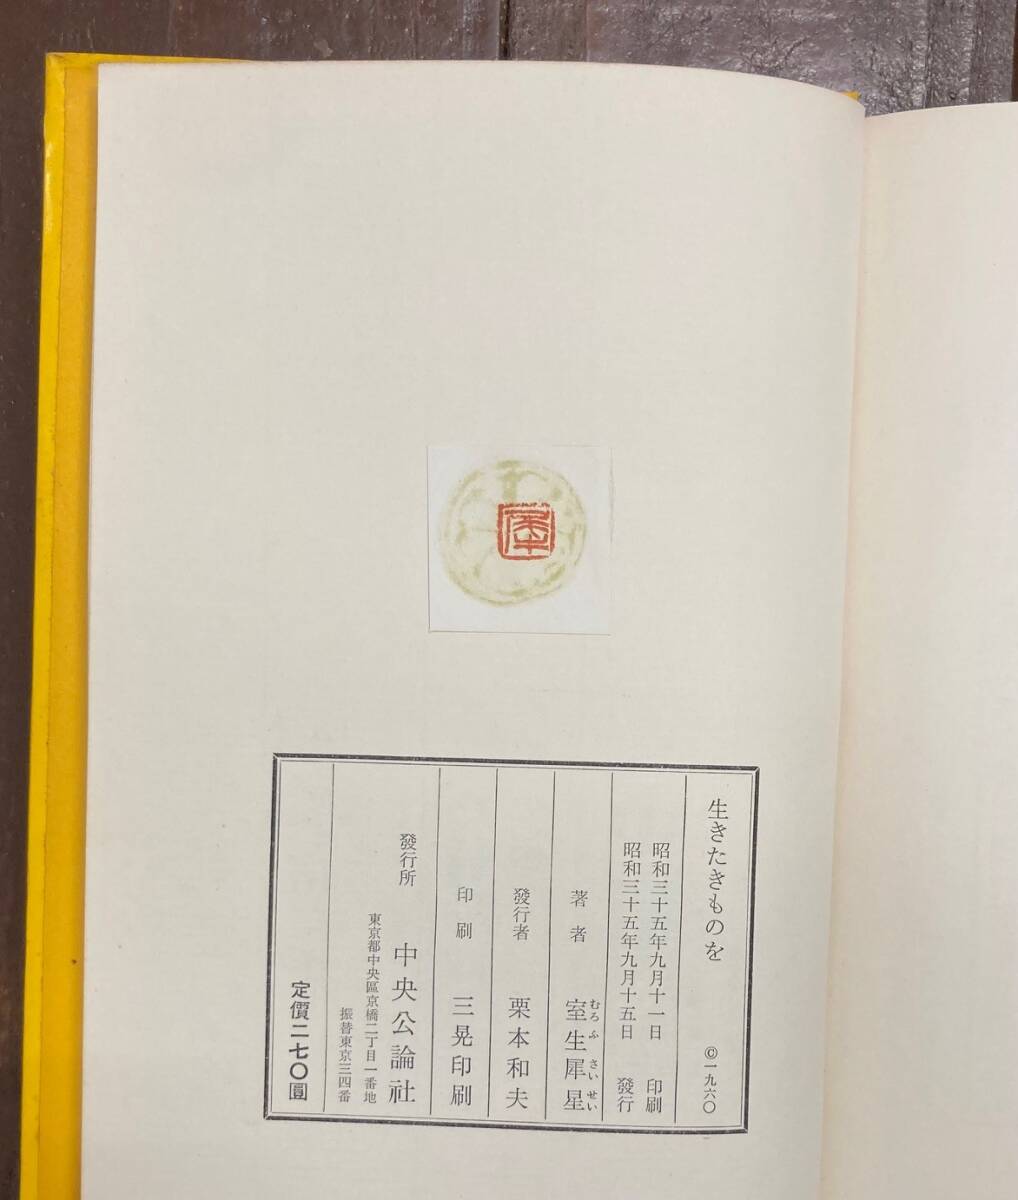 犀
生きたきものを ©一九六〇
昭和三十五年九月十一日 印刷
昭和三十五年九月十五日 發行
著者 室生犀星
むろふ さいせい
發行者 栗本和夫
印刷 三晃印刷
發行所 中央公論社
東京都中央區京橋二丁目一番地
振替東京三四番
定價二七〇圓